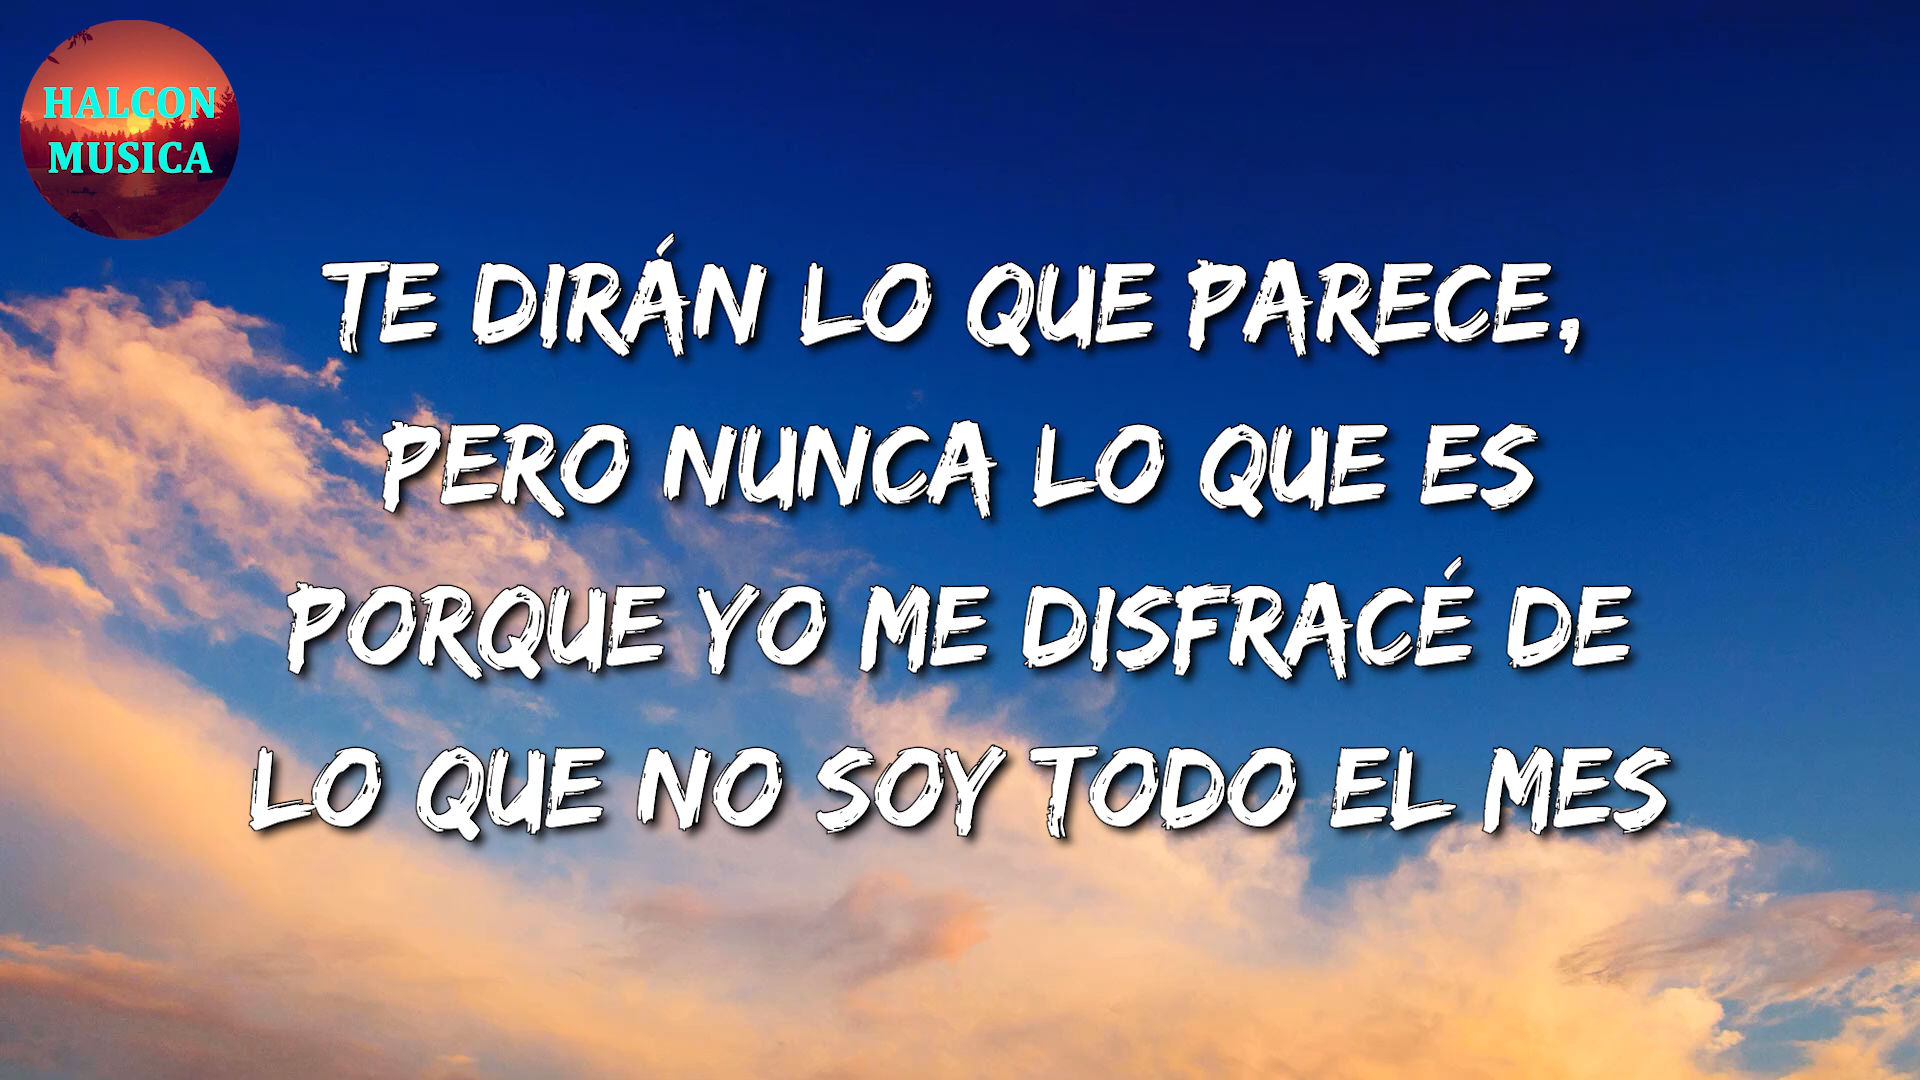 HALCON
MUSICA
TE DIRÁN LO QUE PARECE,
PERO NUNCA LO QUE ES
PORQUE YO ME DISFRACÉ DE
LO QUE NO SOY TODO EL MES